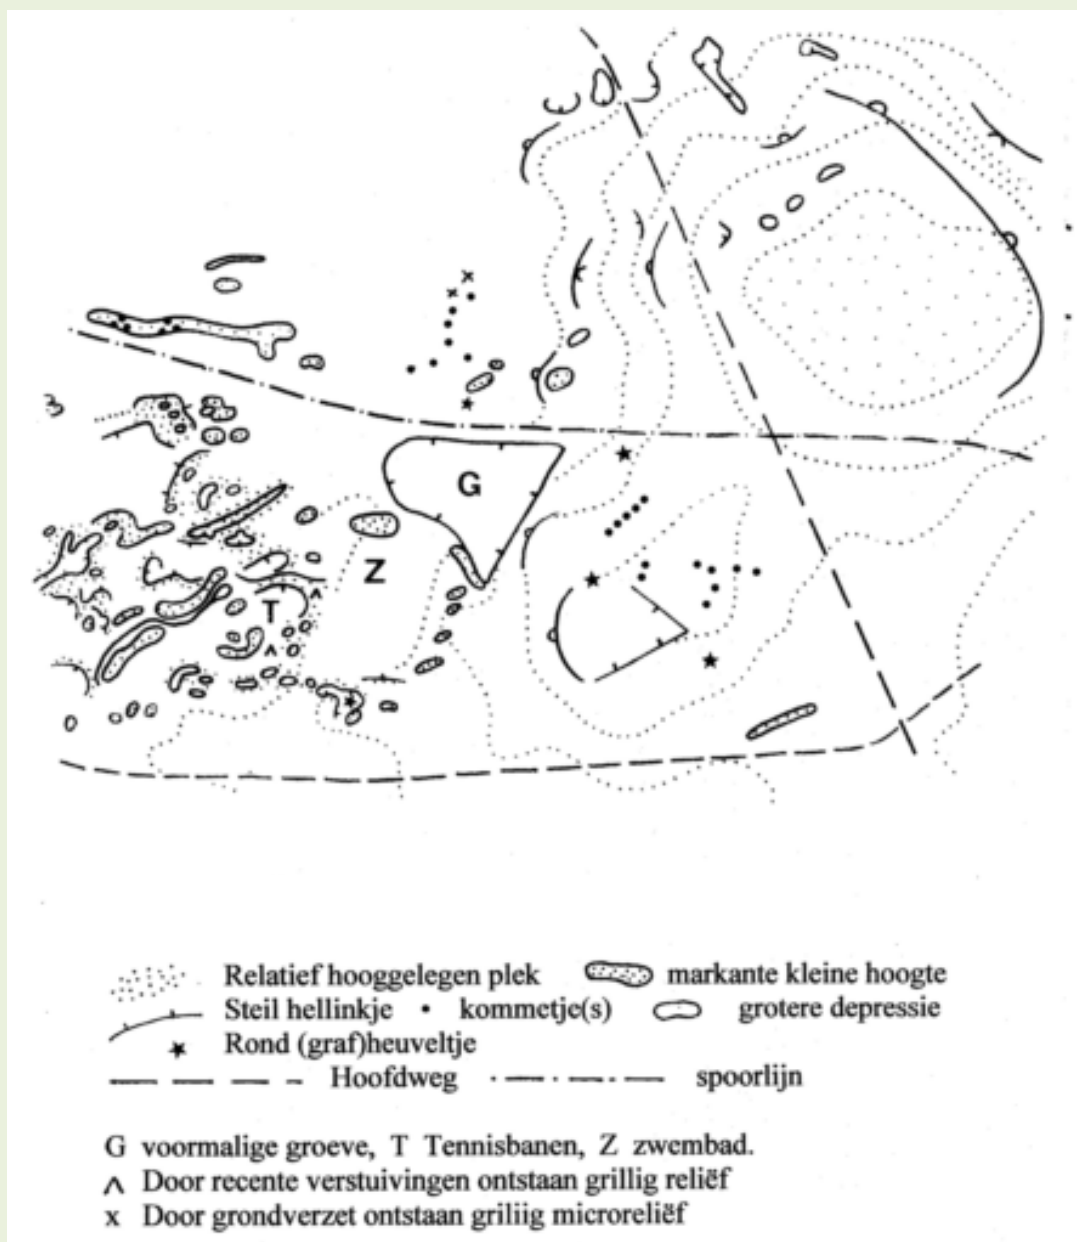 G
Z
T
Relatief hooggelegen plek markante kleine hoogte
Steil hellinkje kommetje(s) grotere depressie
Rond (graf)heuveltje
Hoofdweg spoorlijn
G voormalige groeve, T Tennisbanen, Z zwembad.
ʌ Door recente verstuivingen ontstaan grillig reliëf
x Door grondverzet ontstaan griliig microreliëf